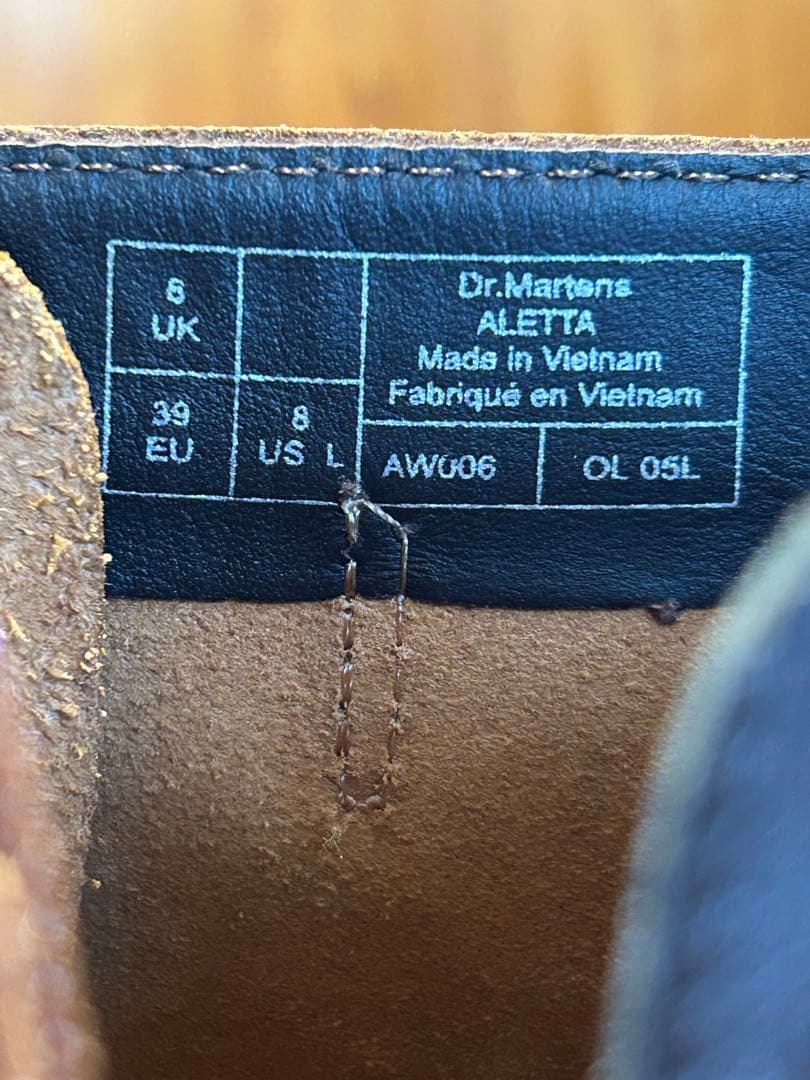 6
UK
39
EU
8
US L
Dr.Martens
ALETTA
Made in Vietnam
Fabriqué en Vietnam
AW006
OL 05L